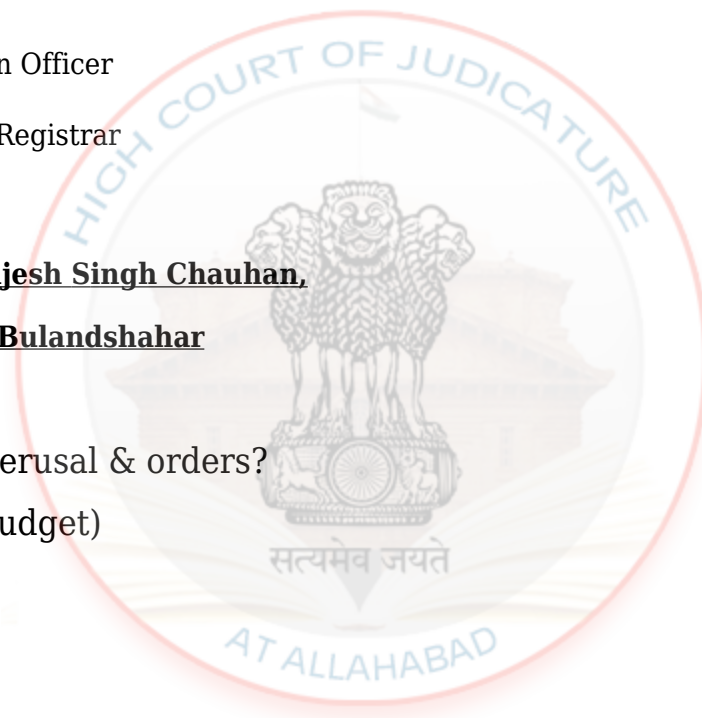 n Officer
Registrar
jesh Singh Chauhan,
Bulandshahar
erusal & orders?
udget)
HIGH COURT OF JUDICATURE
सत्यमेव जयते
AT ALLAHABAD